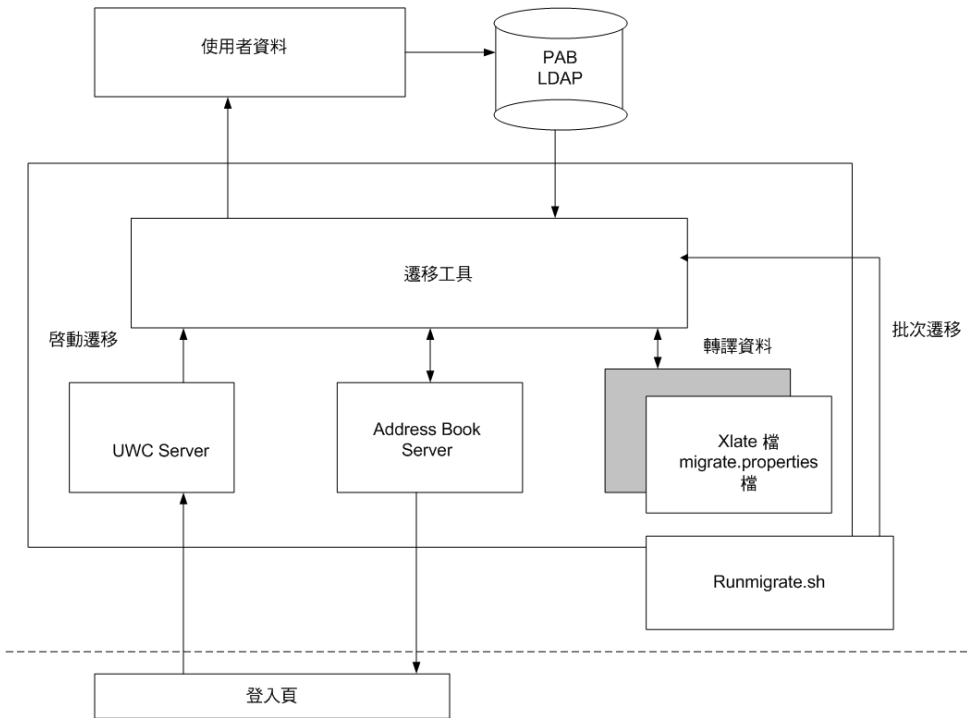 使用者資料
PAB
LDAP
遷移工具
啓動遷移
批次遷移
轉譯資料
UWC Server
Address Book
Server
Xlate 檔
migrate.properties
檔
Runmigrate.sh
登入頁